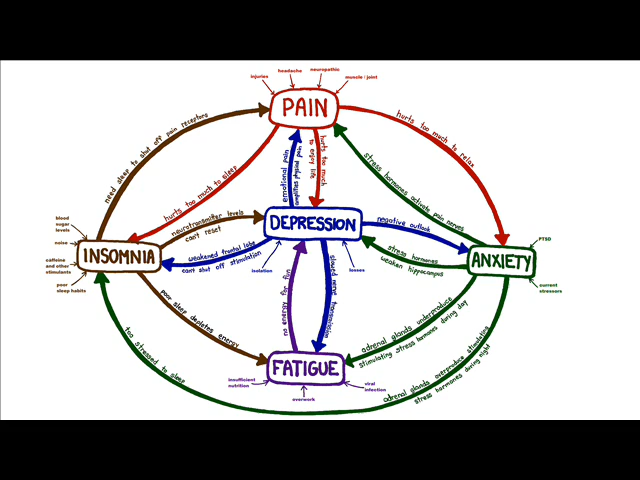 headache
neuropathic
injuries
muscle / joint
PAIN
need sleep to shut off pain receptors
hurts too much to sleep
emotional pain
amplifies physical pain
hurts too much
to enjoy life
hurts too much to relax
stress hormones activate pain nerves
blood
sugar
levels
noise
caffeine
and other
stimulants
poor
sleep habits
INSOMNIA
neurotransmitter levels
can't reset
DEPRESSION
negative outlook
weakened frontal lobe
can't shut off stimulation
isolation
losses
stress hormones
weaken hippocampus
ANXIETY
PTSD
current
stressors
poor sleep depletes energy
no energy for fun
slowed nerve transmission
adrenal glands underproduce
stimulating stress hormones during day
FATIGUE
insufficient
nutrition
overwork
viral
infection
too stressed to sleep
adrenal glands overproduce stimulating
stress hormones during night